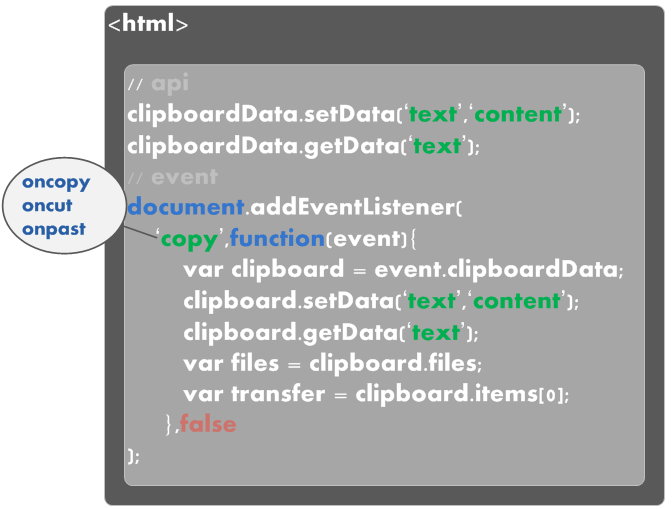 <html>
// api
clipboardData.setData('text','content');
clipboardData.getData('text');
// event
document.addEventListener(
'copy',function(event){
var clipboard = event.clipboardData;
clipboard.setData('text','content');
clipboard.getData('text');
var files = clipboard.files;
var transfer = clipboard.items[0];
},false
);
oncopy
oncut
onpast